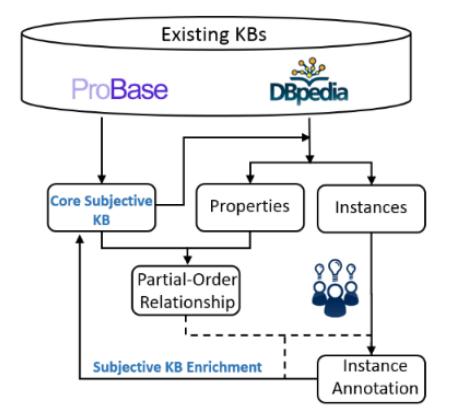 Existing KBs
ProBase
DBpedia
Core Subjective
KB
Properties
Instances
Partial-Order
Relationship
Subjective KB Enrichment
Instance
Annotation